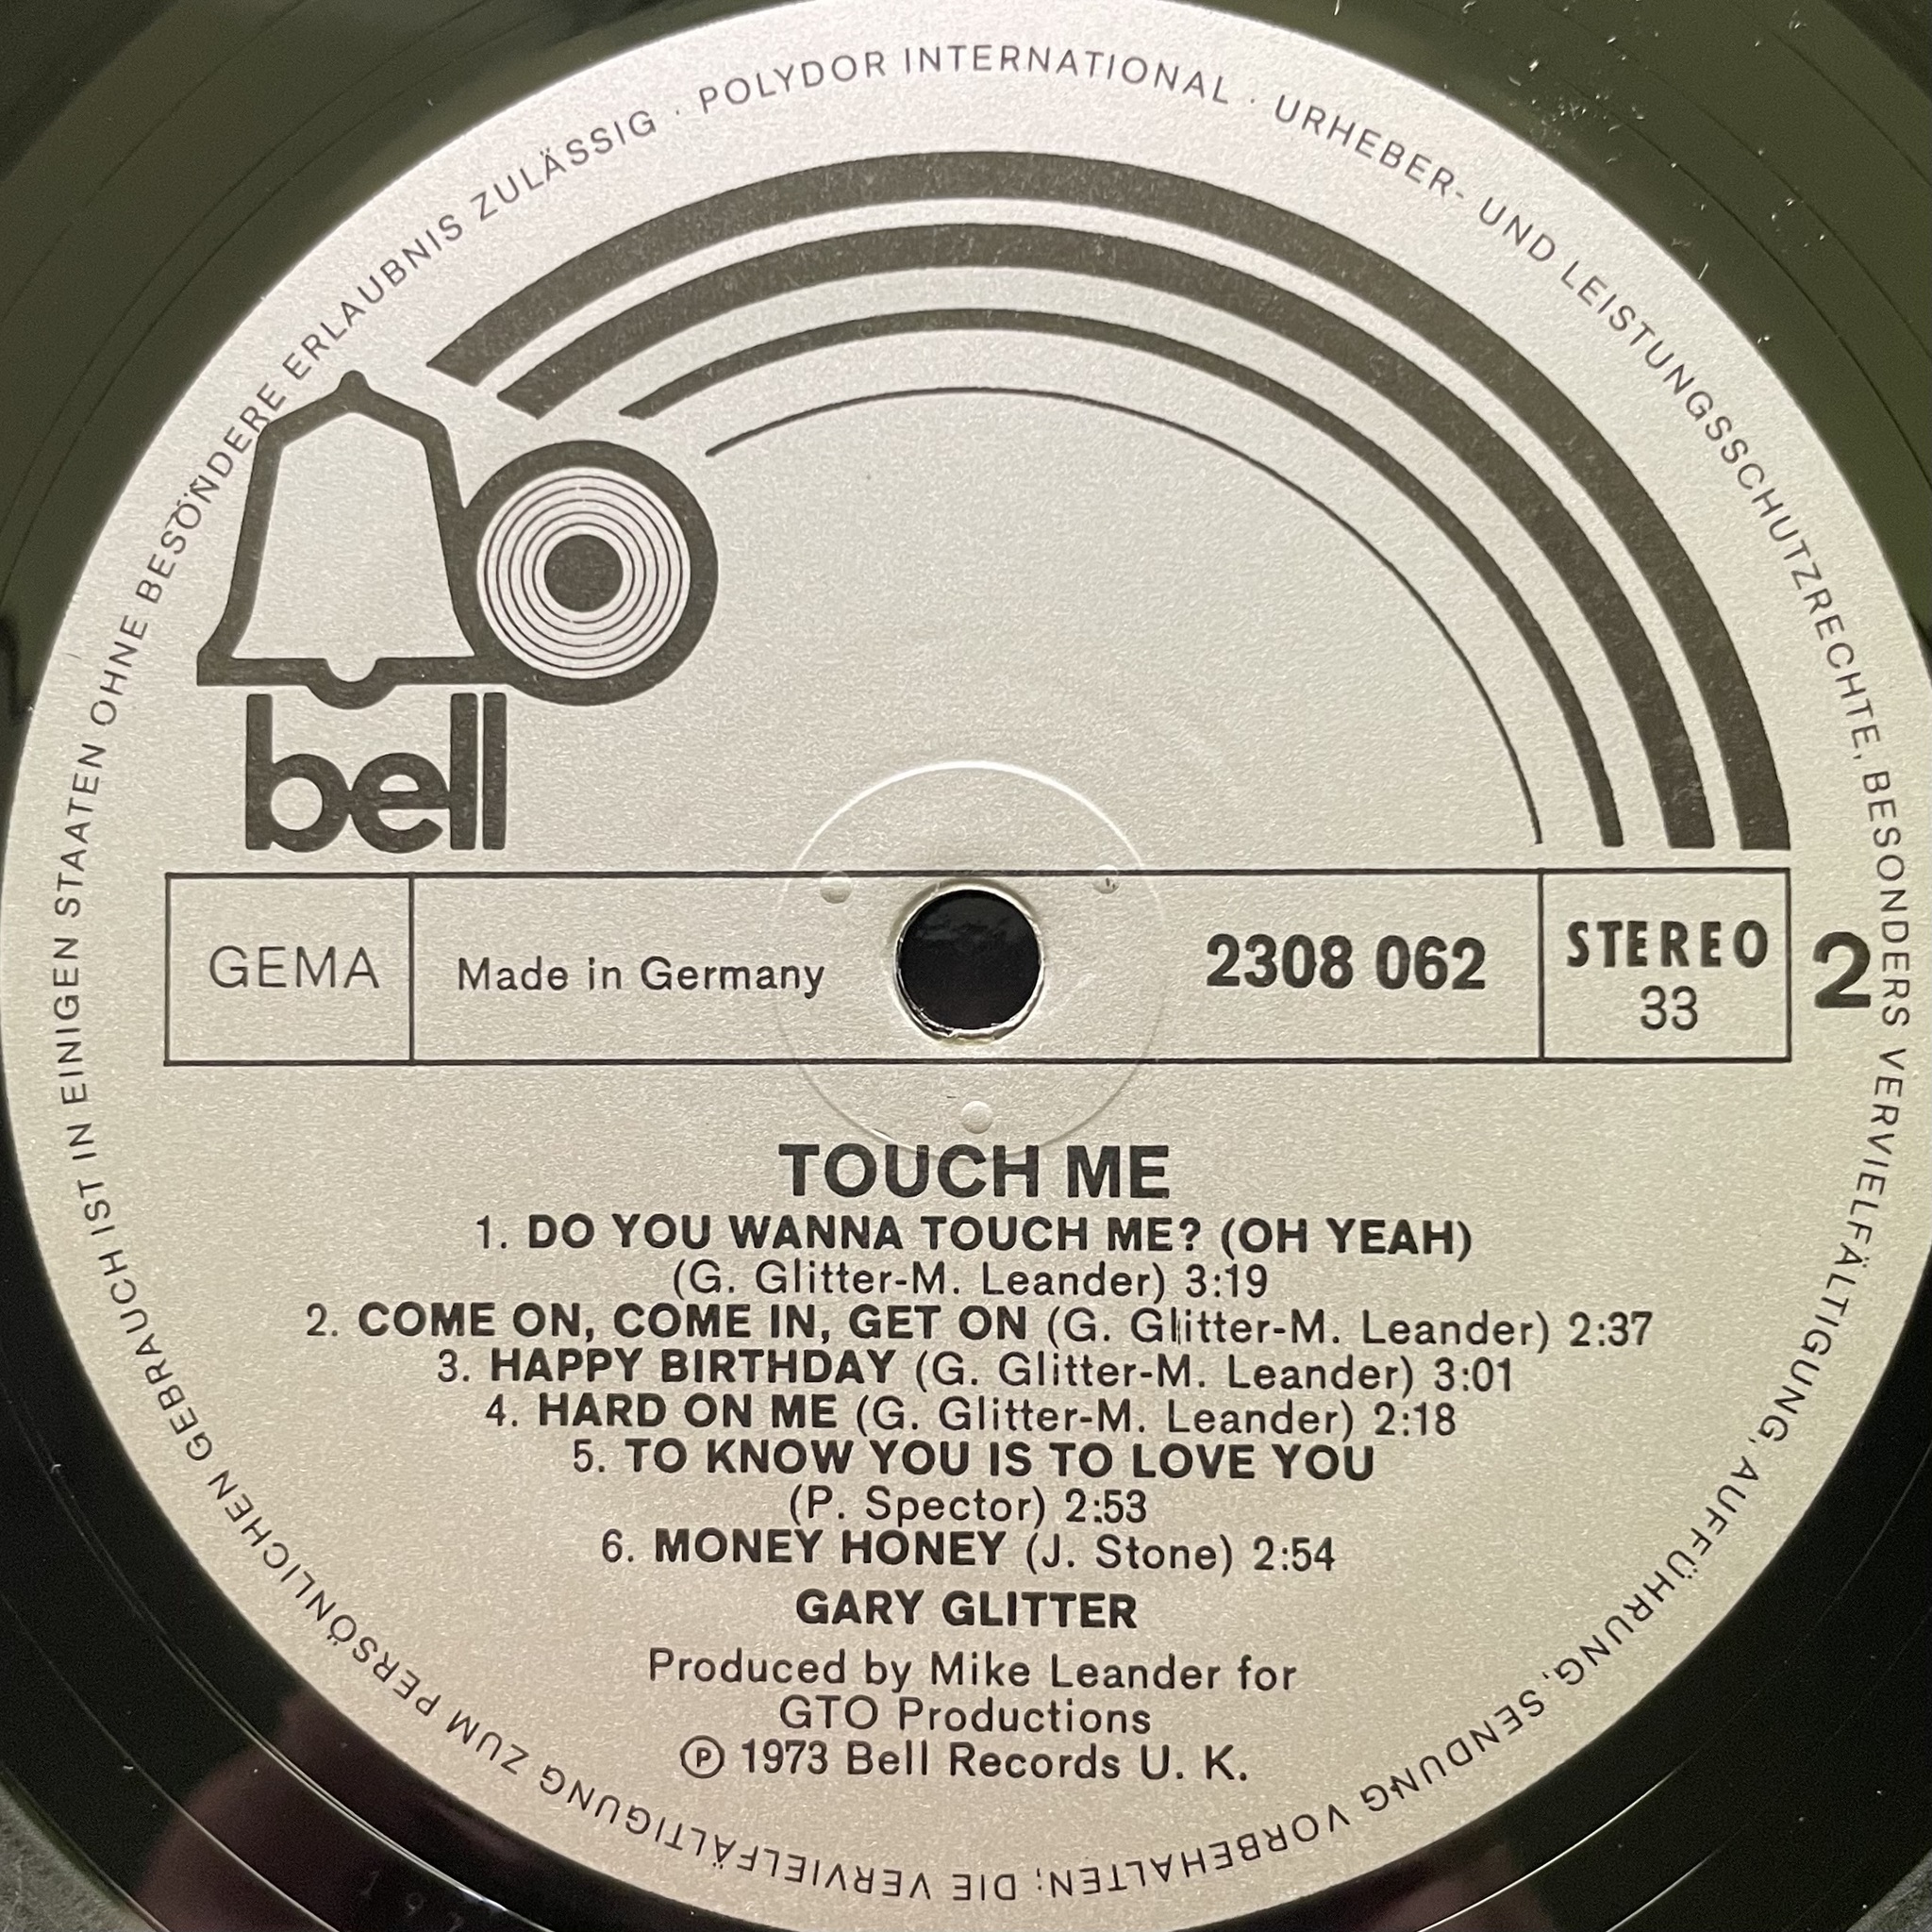 POLYDOR INTERNATIONAL · URHEBER- UND LEISTUNGSSCHUTZRECHTE, BESONDERS VERVIELFÄLTIGUNG, AUFFÜHRUNG, SENDUNG VORBEHALTEN; DIE VERVIELFÄLTIGUNG ZUM PERSÖNLICHEN GEBRAUCH IST IN EINIGEN STAATEN OHNE BESÖNDERE ERLAUBNIS ZULÄSSIG ·
bell
GEMA
Made in Germany
2308 062
STEREO
33
2
TOUCH ME
1. DO YOU WANNA TOUCH ME? (OH YEAH)
(G. Glitter-M. Leander) 3:19
2. COME ON, COME IN, GET ON (G. Glitter-M. Leander) 2:37
3. HAPPY BIRTHDAY (G. Glitter-M. Leander) 3:01
4. HARD ON ME (G. Glitter-M. Leander) 2:18
5. TO KNOW YOU IS TO LOVE YOU
(P. Spector) 2:53
6. MONEY HONEY (J. Stone) 2:54
GARY GLITTER
Produced by Mike Leander for
GTO Productions
Ⓟ 1973 Bell Records U. K.